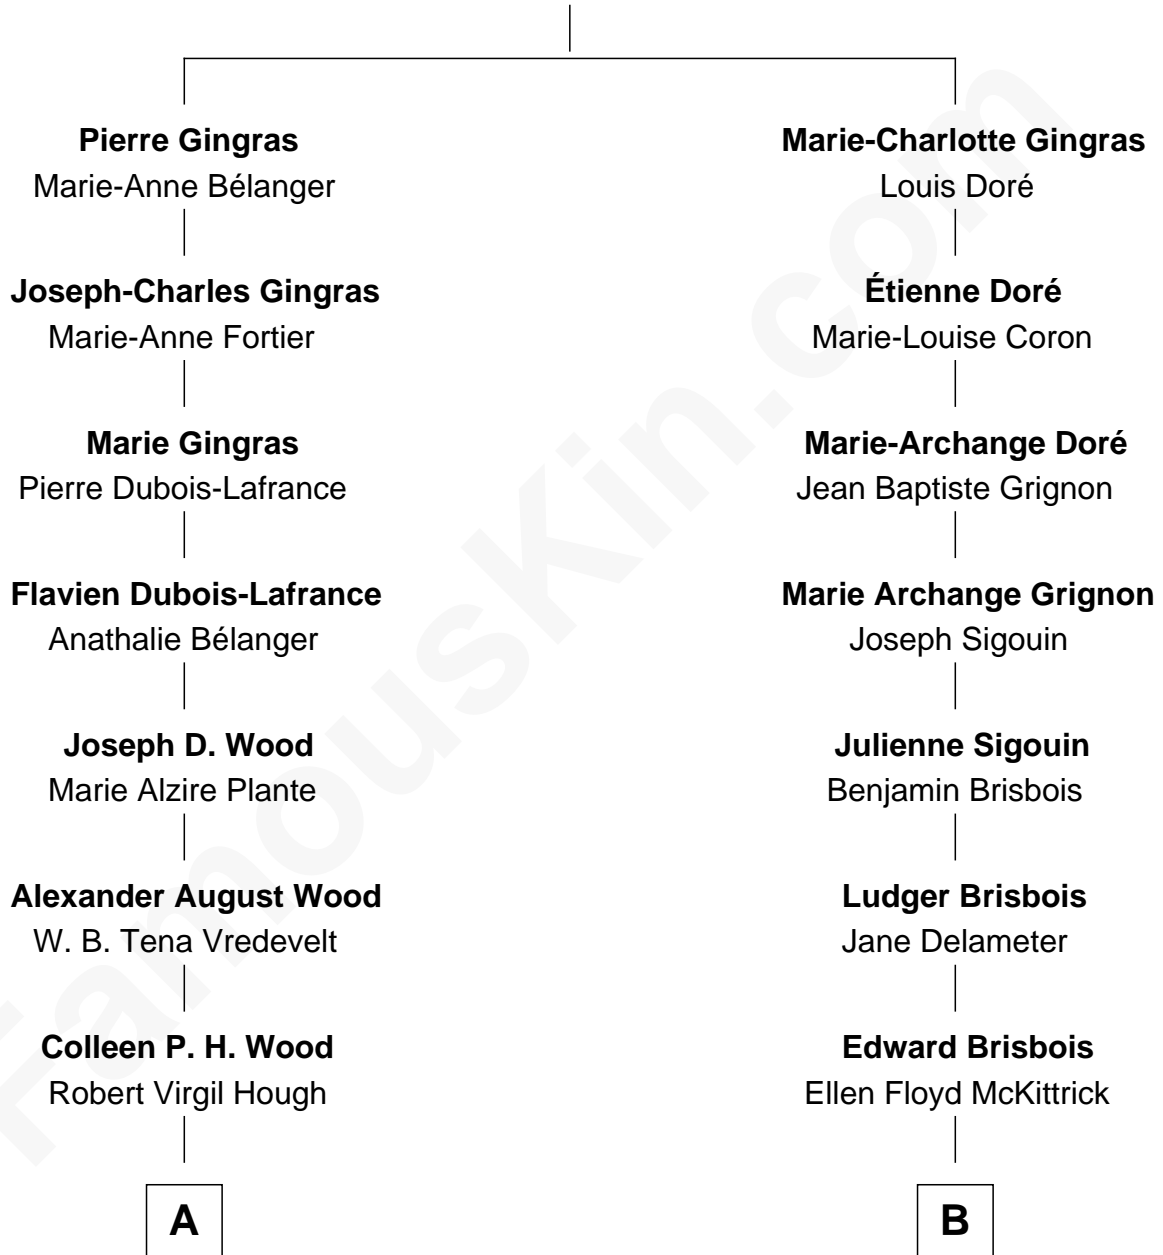 Pierre Gingras
Marie-Anne Bélanger
Joseph-Charles Gingras
Marie-Anne Fortier
Marie Gingras
Pierre Dubois-Lafrance
Flavien Dubois-Lafrance
Anathalie Bélanger
Joseph D. Wood
Marie Alzire Plante
Alexander August Wood
W. B. Tena Vredevelt
Colleen P. H. Wood
Robert Virgil Hough
A
Marie-Charlotte Gingras
Louis Doré
Étienne Doré
Marie-Louise Coron
Marie-Archange Doré
Jean Baptiste Grignon
Marie Archange Grignon
Joseph Sigouin
Julienne Sigouin
Benjamin Brisbois
Ludger Brisbois
Jane Delameter
Edward Brisbois
Ellen Floyd McKittrick
B
FamousKin.com